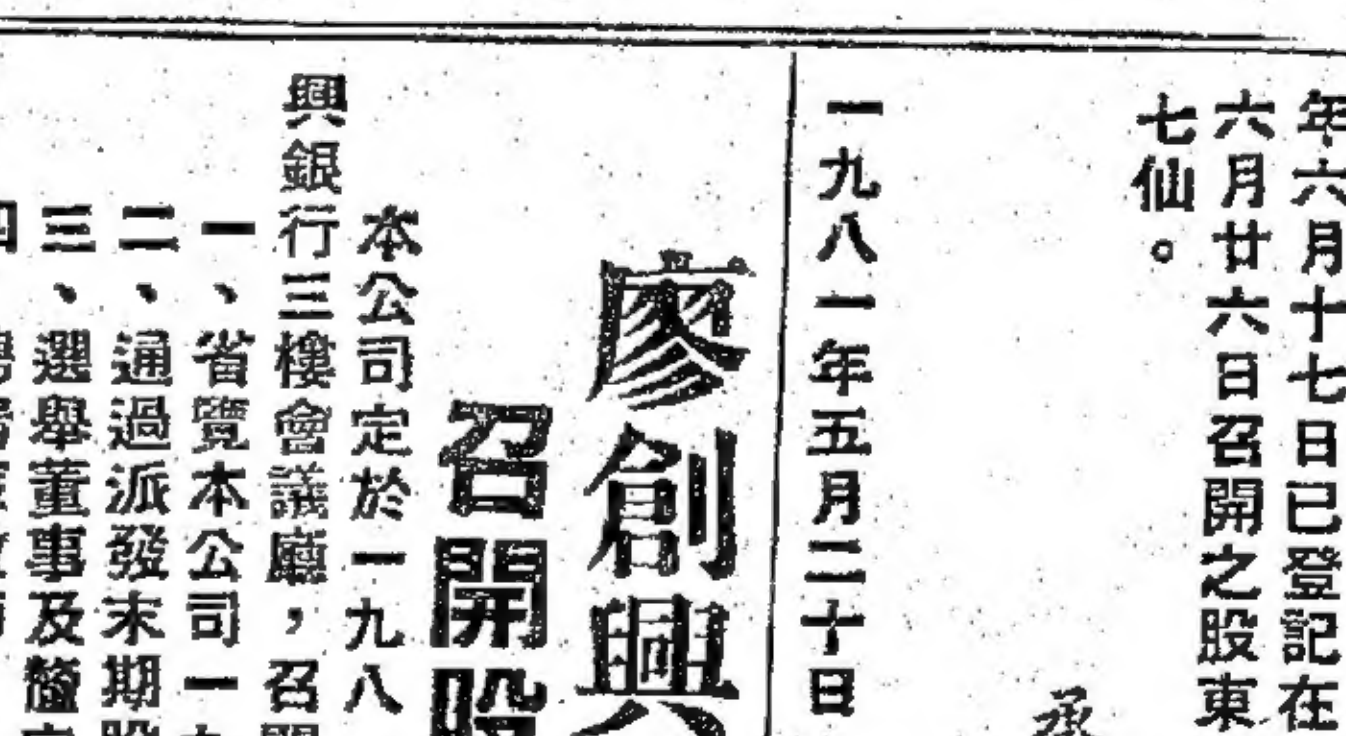 年六月十七日已登記在
六月廿六日召開之股東
七仙。
承
一九八一年五月二十日
廖創興
召開股
本公司定於一九八
興銀行三樓會議廳,召開
一、省覽本公司一九
二、通過派發末期股
三、選舉董事及釐定
四